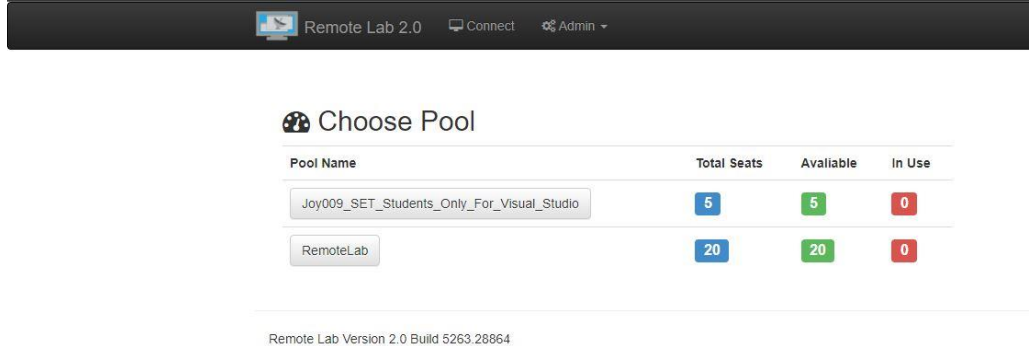 Remote Lab 2.0 Connect Admin
Choose Pool
Pool Name Total Seats Avaliable In Use
Joy009_SET_Students_Only_For_Visual_Studio 5 5 0
RemoteLab 20 20 0
Remote Lab Version 2.0 Build 5263.28864